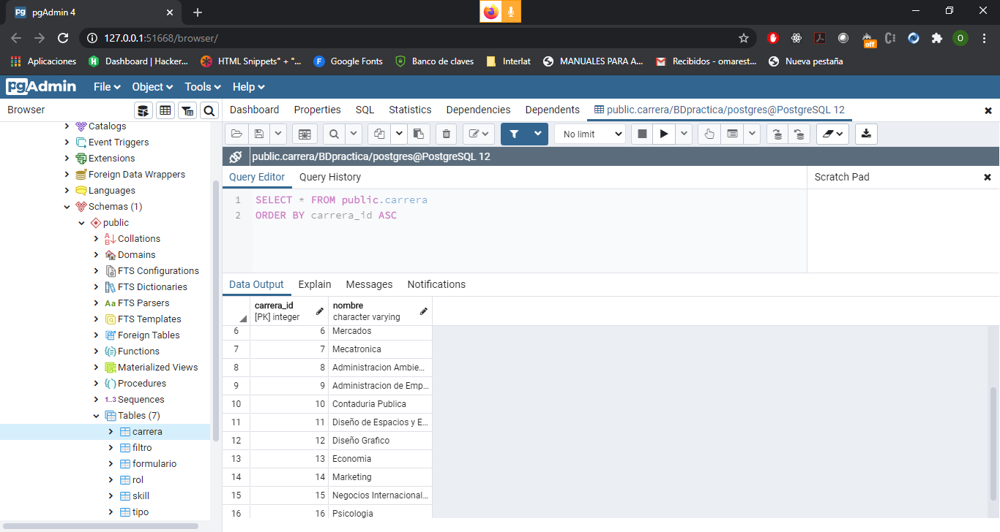 pgAdmin 4
127.0.0.1:51668/browser/
off
O
Aplicaciones
Dashboard | Hacker...
HTML Snippets" + "...
Google Fonts
Banco de claves
Interlat
MANUALES PARA A...
Recibidos - omarest...
Nueva pestaña
pgAdmin File Object Tools Help
Browser
Dashboard Properties SQL Statistics Dependencies Dependents public.carrera/BDpractica/postgres@PostgreSQL 12
No limit
public.carrera/BDpractica/postgres@PostgreSQL 12
Catalogs
Event Triggers
Extensions
Foreign Data Wrappers
Languages
Schemas (1)
public
Collations
Domains
FTS Configurations
FTS Dictionaries
Aa FTS Parsers
FTS Templates
Foreign Tables
Functions
Materialized Views
Procedures
1..3 Sequences
Tables (7)
carrera
filtro
formulario
rol
skill
tipo
Query Editor Query History
Scratch Pad
1 SELECT * FROM public.carrera
2 ORDER BY carrera_id ASC
Data Output Explain Messages Notifications
carrera_id nombre
[PK] integer character varying
6 6 Mercados
7 7 Mecatronica
8 8 Administracion Ambie...
9 9 Administracion de Emp...
10 10 Contaduria Publica
11 11 Diseño de Espacios y E...
12 12 Diseño Grafico
13 13 Economia
14 14 Marketing
15 15 Negocios Internacional...
16 16 Psicologia